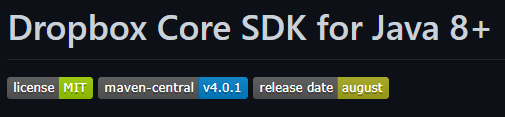 Dropbox Core SDK for Java 8+
license MIT maven-central v4.0.1 release date august